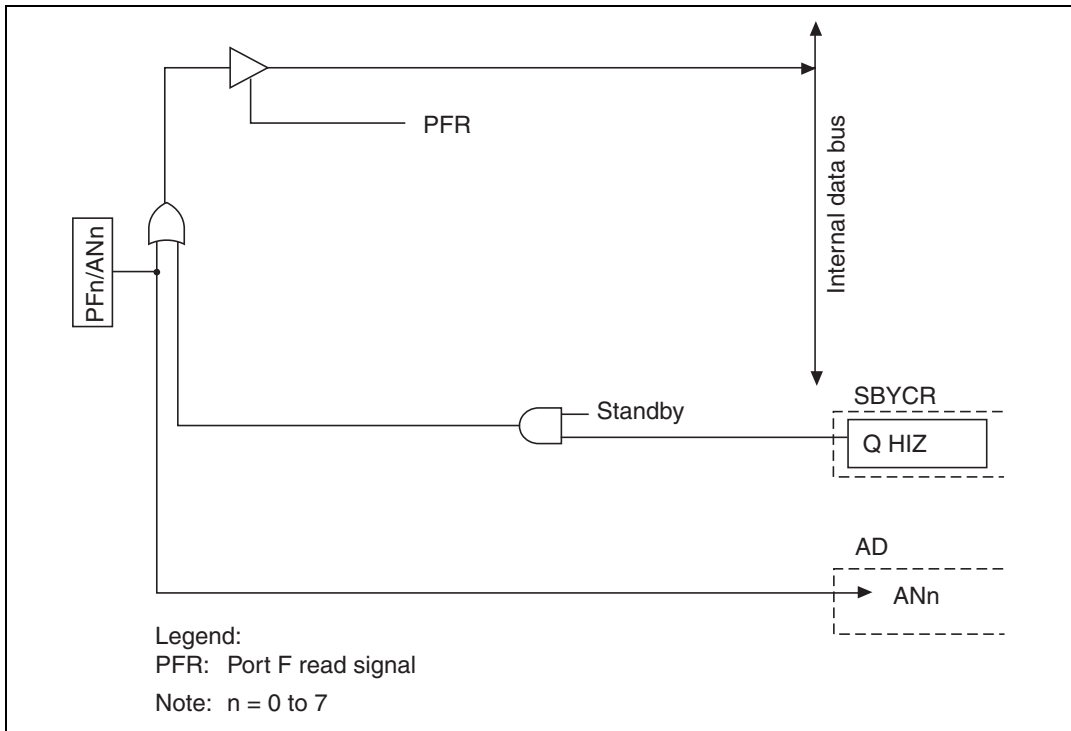 PFR
PFn/ANn
Internal data bus
Standby
SBYCR
Q HIZ
AD
ANn
Legend:
PFR: Port F read signal
Note: n = 0 to 7